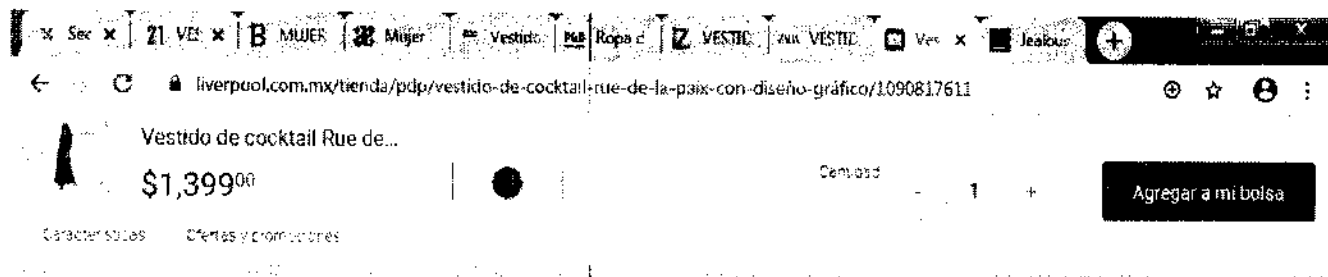 Sec x 21 VES x B MUJER Mujer Vestido P&B Ropa d Z VESTIC VESTIC Ves x Jealous
liverpool.com.mx/tienda/pdp/vestido-de-cocktail-rue-de-la-paix-con-diseño-gráfico/1090817611
Vestido de cocktail Rue de...
$1,399⁰⁰
Cantidad
- 1 +
Agregar a mi bolsa
Características Ofertas y promociones